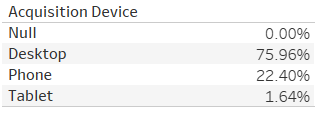 Acquisition Device
Null 0.00%
Desktop 75.96%
Phone 22.40%
Tablet 1.64%